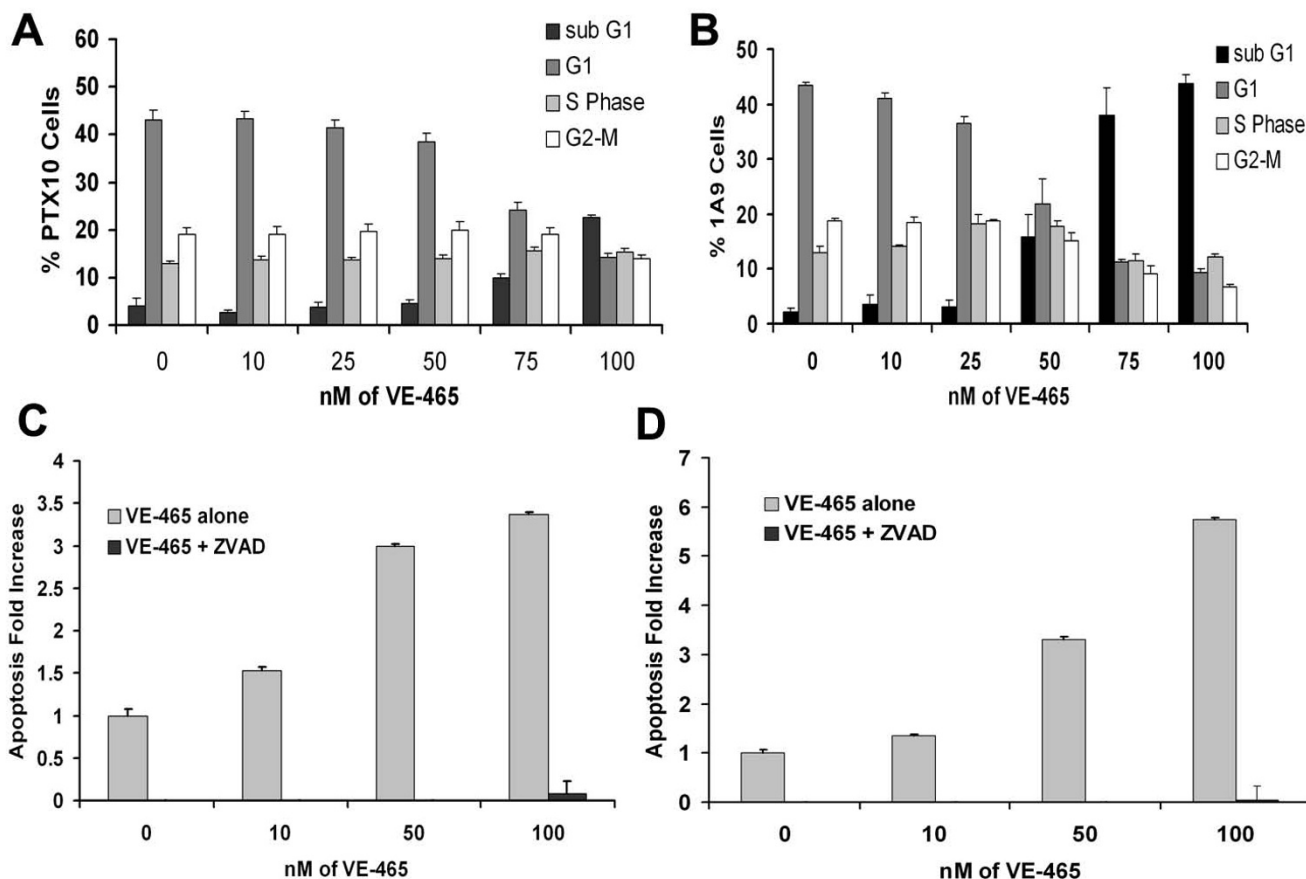 A
% PTX10 Cells
60
50
40
30
20
10
0
sub G1
G1
S Phase
G2-M
0 10 25 50 75 100
nM of VE-465
B
% 1A9 Cells
50
40
30
20
10
0
sub G1
G1
S Phase
G2-M
0 10 25 50 75 100
nM of VE-465
C
Apoptosis Fold Increase
4
3.5
3
2.5
2
1.5
1
0.5
0
VE-465 alone
VE-465 + ZVAD
0 10 50 100
nM of VE-465
D
Apoptosis Fold Increase
7
6
5
4
3
2
1
0
VE-465 alone
VE-465 + ZVAD
0 10 50 100
nM of VE-465